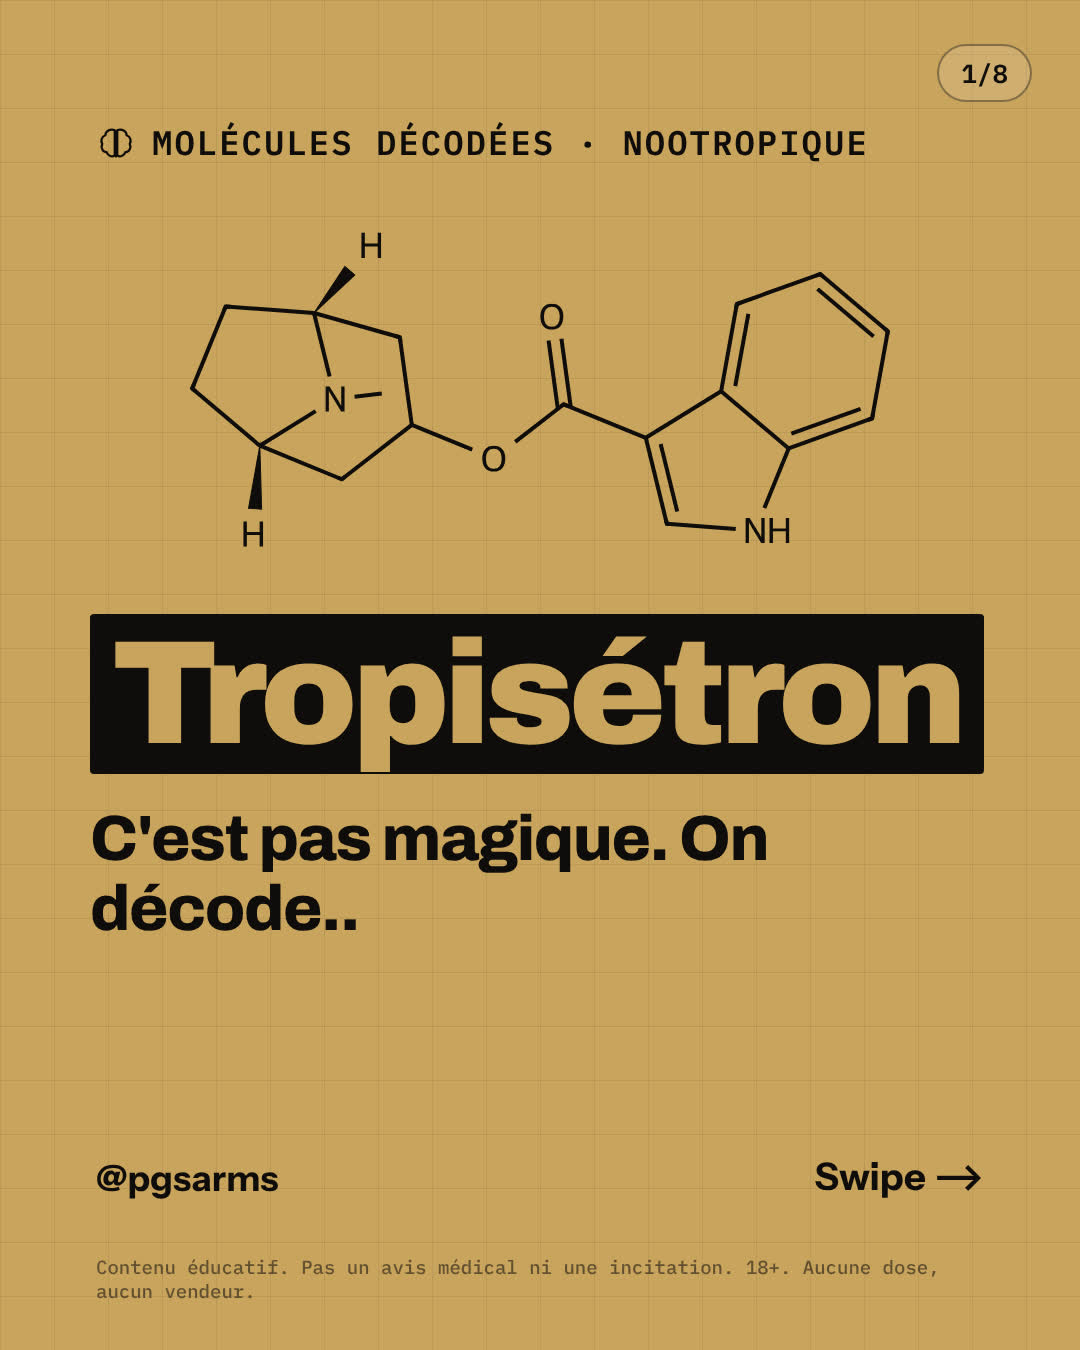 1/8
MOLÉCULES DÉCODÉES · NOOTROPIQUE
H
O
N
O
H
NH
Tropisétron
C'est pas magique. On
décode..
@pgsarms
Swipe →
Contenu éducatif. Pas un avis médical ni une incitation. 18+. Aucune dose,
aucun vendeur.